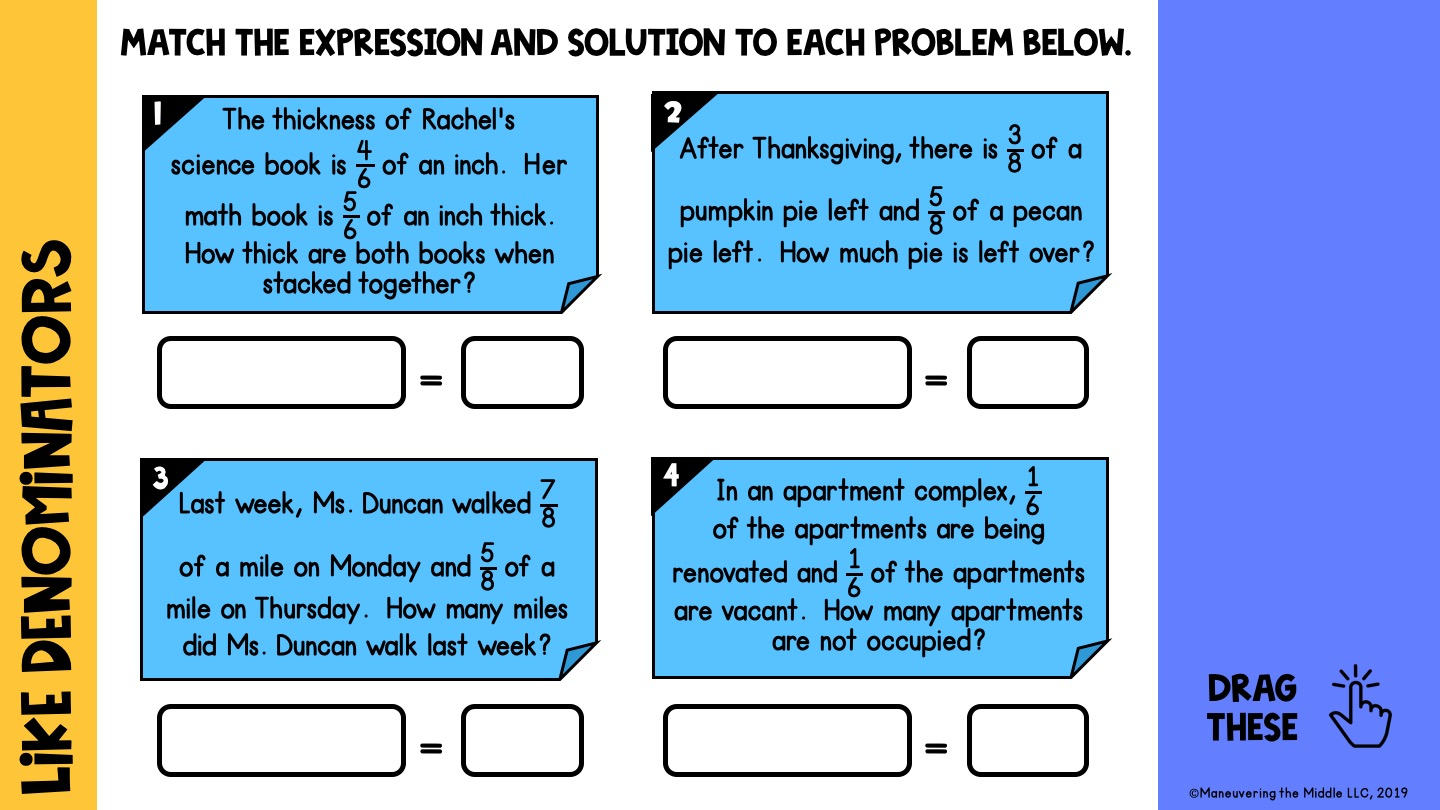 LiKE DENOMiNATORS
MATCH THE EXPRESSION AND SOLUTION TO EACH PROBLEM BELOW.
1
The thickness of Rachel's
science book is 4/6 of an inch. Her
math book is 5/6 of an inch thick.
How thick are both books when
stacked together?
=
2
After Thanksgiving, there is 3/8 of a
pumpkin pie left and 5/8 of a pecan
pie left. How much pie is left over?
=
3
Last week, Ms. Duncan walked 7/8
of a mile on Monday and 5/8 of a
mile on Thursday. How many miles
did Ms. Duncan walk last week?
=
4
In an apartment complex, 1/6
of the apartments are being
renovated and 1/6 of the apartments
are vacant. How many apartments
are not occupied?
=
DRAG
THESE
©Maneuvering the Middle LLC, 2019